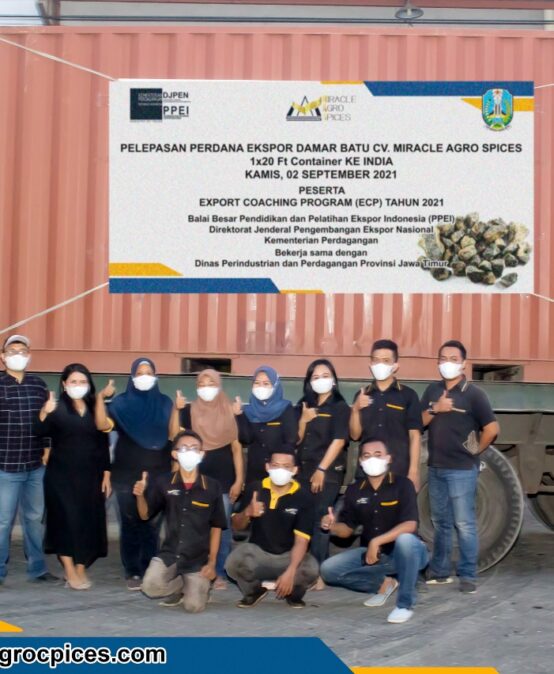 KEMENTERIAN
PERDAGANGAN
DJPEN
PPEI
MIRACLE
AGRO
SPICES
PELEPASAN PERDANA EKSPOR DAMAR BATU CV. MIRACLE AGRO SPICES
1x20 Ft Container KE INDIA
KAMIS, 02 SEPTEMBER 2021
PESERTA
EXPORT COACHING PROGRAM (ECP) TAHUN 2021
Balai Besar Pendidikan dan Pelatihan Ekspor Indonesia (PPEI)
Direktorat Jenderal Pengembangan Ekspor Nasional
Kementerian Perdagangan
Bekerja sama dengan
Dinas Perindustrian dan Perdagangan Provinsi Jawa Timur
grocpices.com